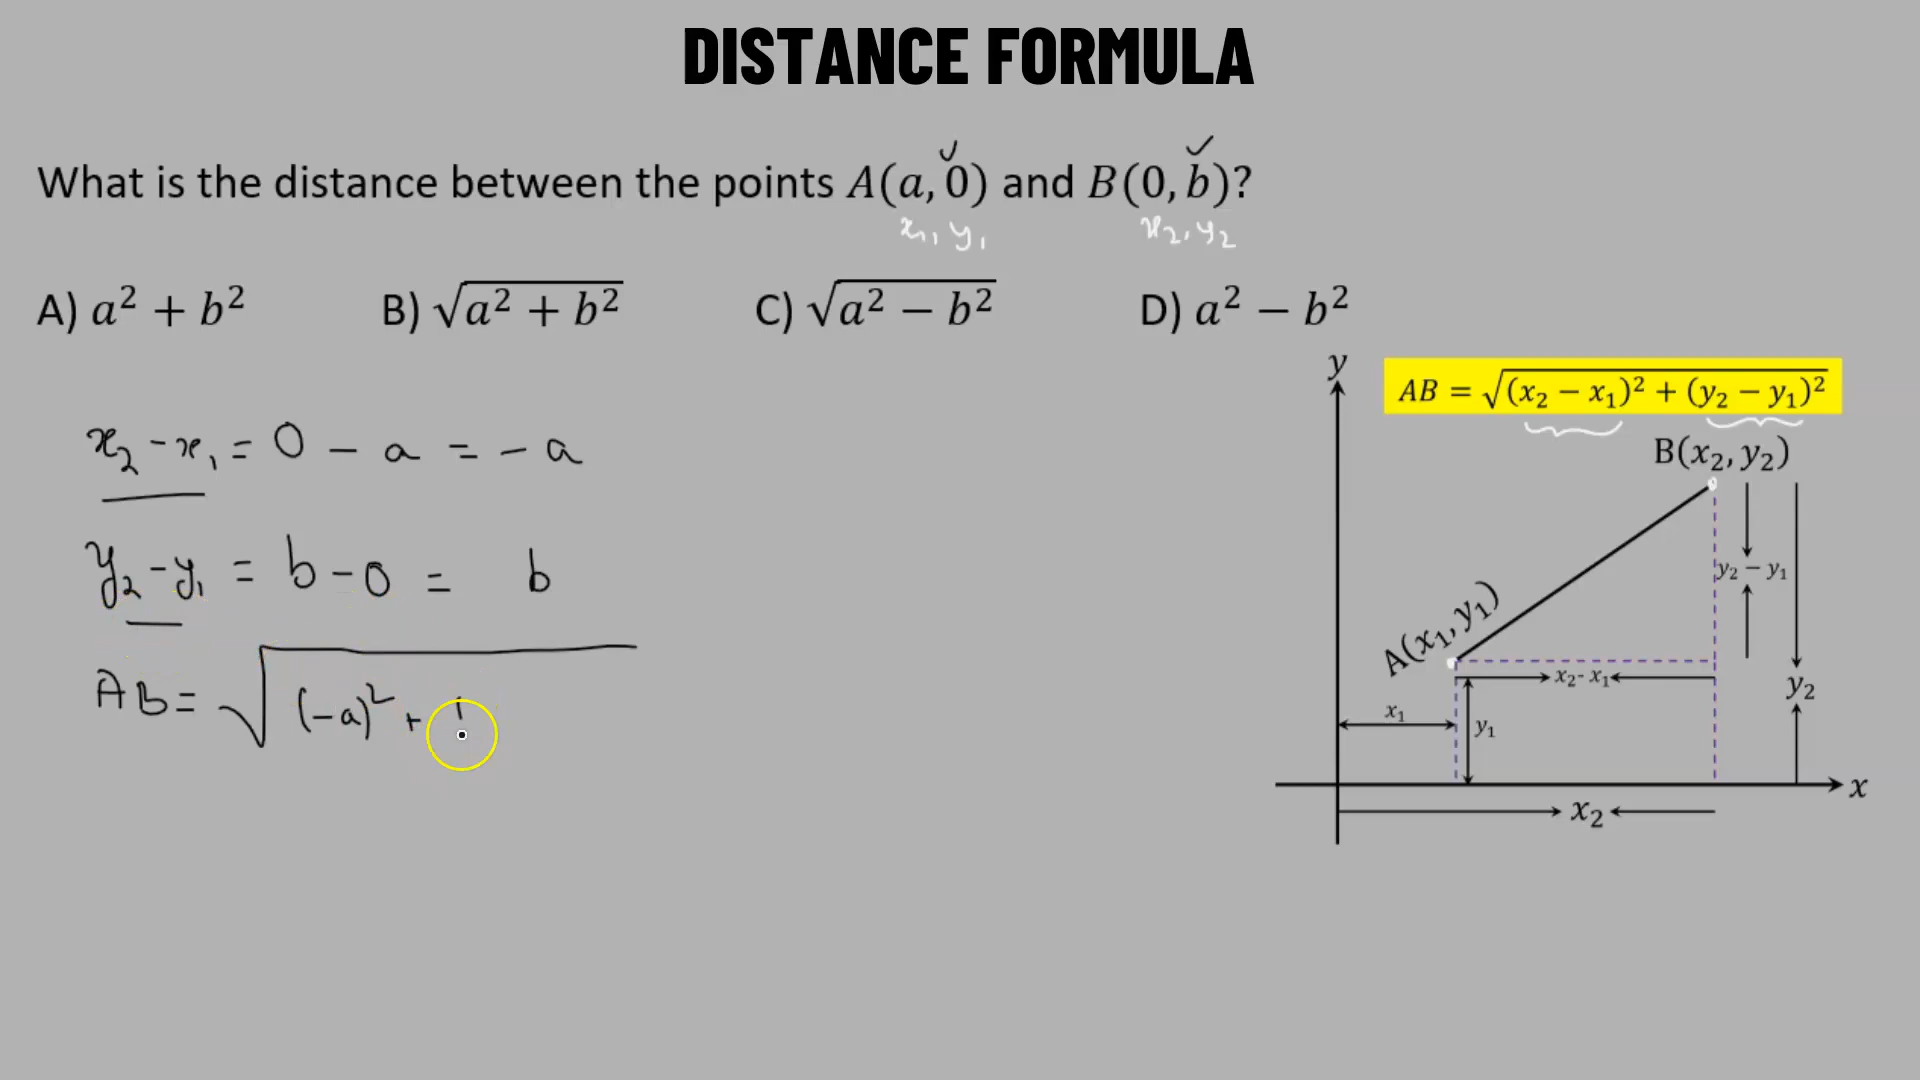 DISTANCE FORMULA
What is the distance between the points A(a, 0) and B(0, b)?
x₁, y₁ x₂, y₂
A) a² + b² B) √(a² + b²) C) √(a² − b²) D) a² − b²
y
AB = √((x₂ − x₁)² + (y₂ − y₁)²)
x₂ - x₁ = 0 - a = - a
B(x₂, y₂)
y₂ - y₁ = b - 0 = b
y₂ − y₁
A(x₁, y₁)
AB = √((-a)² +
x₂- x₁
y₂
x₁
y₁
x
x₂